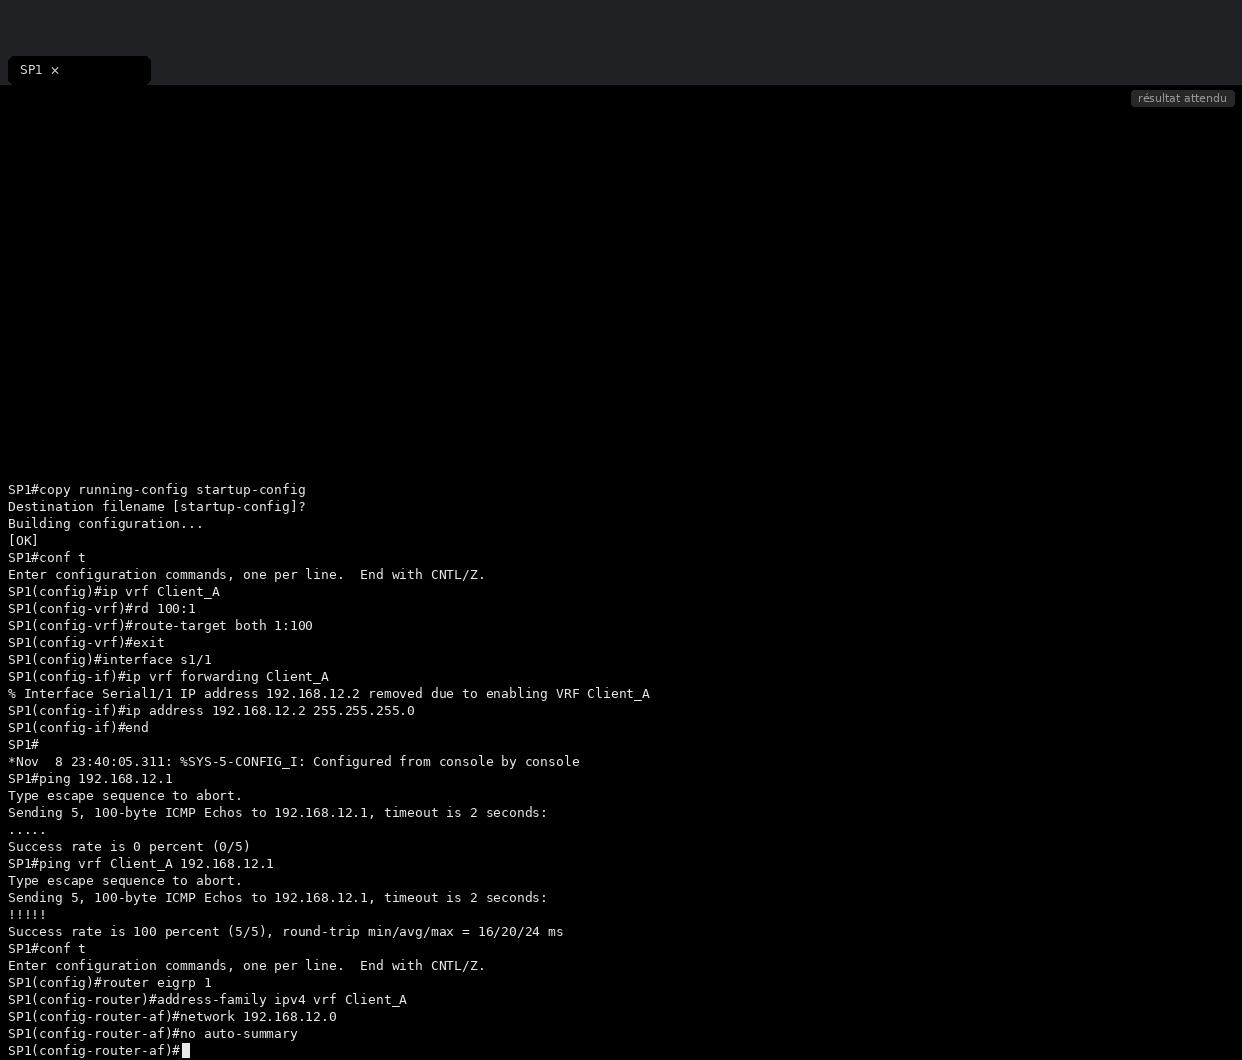 SP1 ×
résultat attendu
SP1#copy running-config startup-config
Destination filename [startup-config]?
Building configuration...
[OK]
SP1#conf t
Enter configuration commands, one per line.  End with CNTL/Z.
SP1(config)#ip vrf Client_A
SP1(config-vrf)#rd 100:1
SP1(config-vrf)#route-target both 1:100
SP1(config-vrf)#exit
SP1(config)#interface s1/1
SP1(config-if)#ip vrf forwarding Client_A
% Interface Serial1/1 IP address 192.168.12.2 removed due to enabling VRF Client_A
SP1(config-if)#ip address 192.168.12.2 255.255.255.0
SP1(config-if)#end
SP1#
*Nov  8 23:40:05.311: %SYS-5-CONFIG_I: Configured from console by console
SP1#ping 192.168.12.1
Type escape sequence to abort.
Sending 5, 100-byte ICMP Echos to 192.168.12.1, timeout is 2 seconds:
.....
Success rate is 0 percent (0/5)
SP1#ping vrf Client_A 192.168.12.1
Type escape sequence to abort.
Sending 5, 100-byte ICMP Echos to 192.168.12.1, timeout is 2 seconds:
!!!!!
Success rate is 100 percent (5/5), round-trip min/avg/max = 16/20/24 ms
SP1#conf t
Enter configuration commands, one per line.  End with CNTL/Z.
SP1(config)#router eigrp 1
SP1(config-router)#address-family ipv4 vrf Client_A
SP1(config-router-af)#network 192.168.12.0
SP1(config-router-af)#no auto-summary
SP1(config-router-af)#